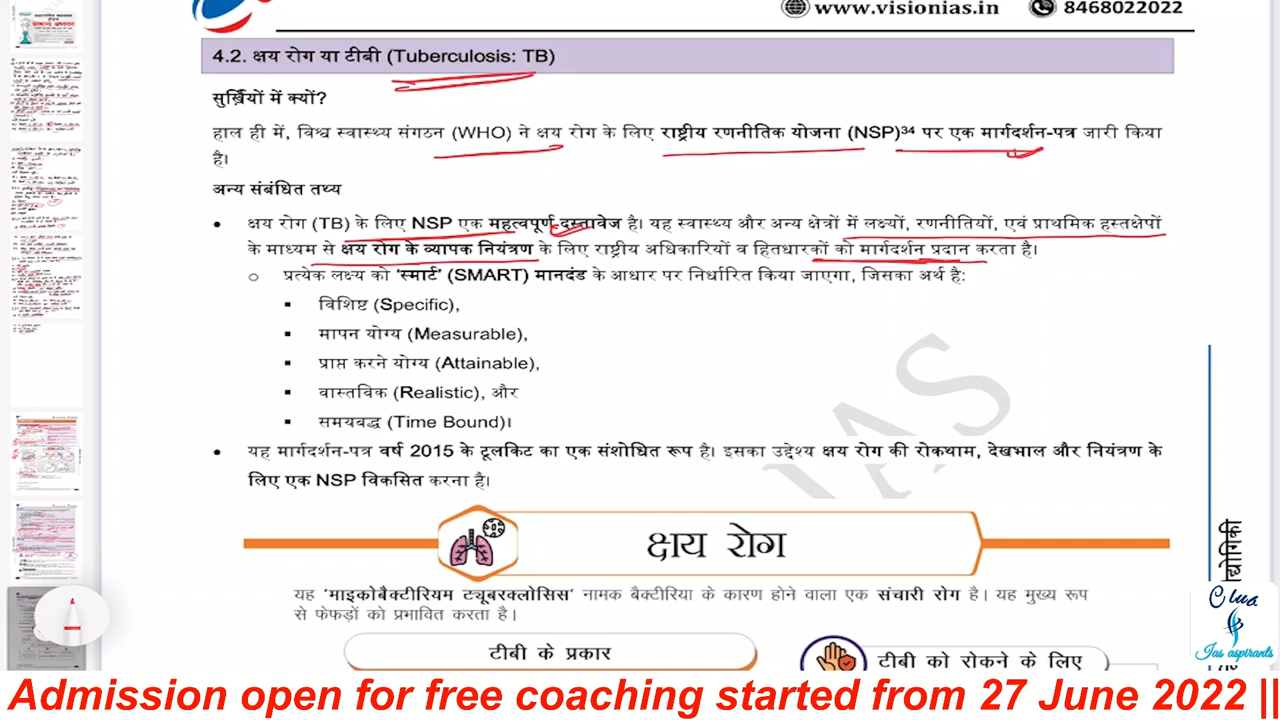 www.visionias.in 8468022022
4.2. क्षय रोग या टीबी (Tuberculosis: TB)
सुर्ख़ियों में क्यों?
हाल ही में, विश्व स्वास्थ्य संगठन (WHO) ने क्षय रोग के लिए राष्ट्रीय रणनीतिक योजना (NSP)³⁴ पर एक मार्गदर्शन-पत्र जारी किया
है।
अन्य संबंधित तथ्य
• क्षय रोग (TB) के लिए NSP एक महत्वपूर्ण दस्तावेज है। यह स्वास्थ्य और अन्य क्षेत्रों में लक्ष्यों, रणनीतियों, एवं प्राथमिक हस्तक्षेपों
के माध्यम से क्षय रोग के व्यापक नियंत्रण के लिए राष्ट्रीय अधिकारियों और हितधारकों को मार्गदर्शन प्रदान करता है।
○ प्रत्येक लक्ष्य को 'स्मार्ट' (SMART) मानदंड के आधार पर निर्धारित किया जाएगा, जिसका अर्थ है:
▪ विशिष्ट (Specific),
▪ मापन योग्य (Measurable),
▪ प्राप्त करने योग्य (Attainable),
▪ वास्तविक (Realistic), और
▪ समयबद्ध (Time Bound)।
• यह मार्गदर्शन-पत्र वर्ष 2015 के टूलकिट का एक संशोधित रूप है। इसका उद्देश्य क्षय रोग की रोकथाम, देखभाल और नियंत्रण के
लिए एक NSP विकसित करना है।
क्षय रोग
यह 'माइकोबैक्टीरियम ट्यूबरक्लोसिस' नामक बैक्टीरिया के कारण होने वाला एक संचारी रोग है। यह मुख्य रूप
से फेफड़ों को प्रभावित करता है।
टीबी के प्रकार
टीबी को रोकने के लिए
Ias aspirants
Admission open for free coaching started from 27 June 2022 ||